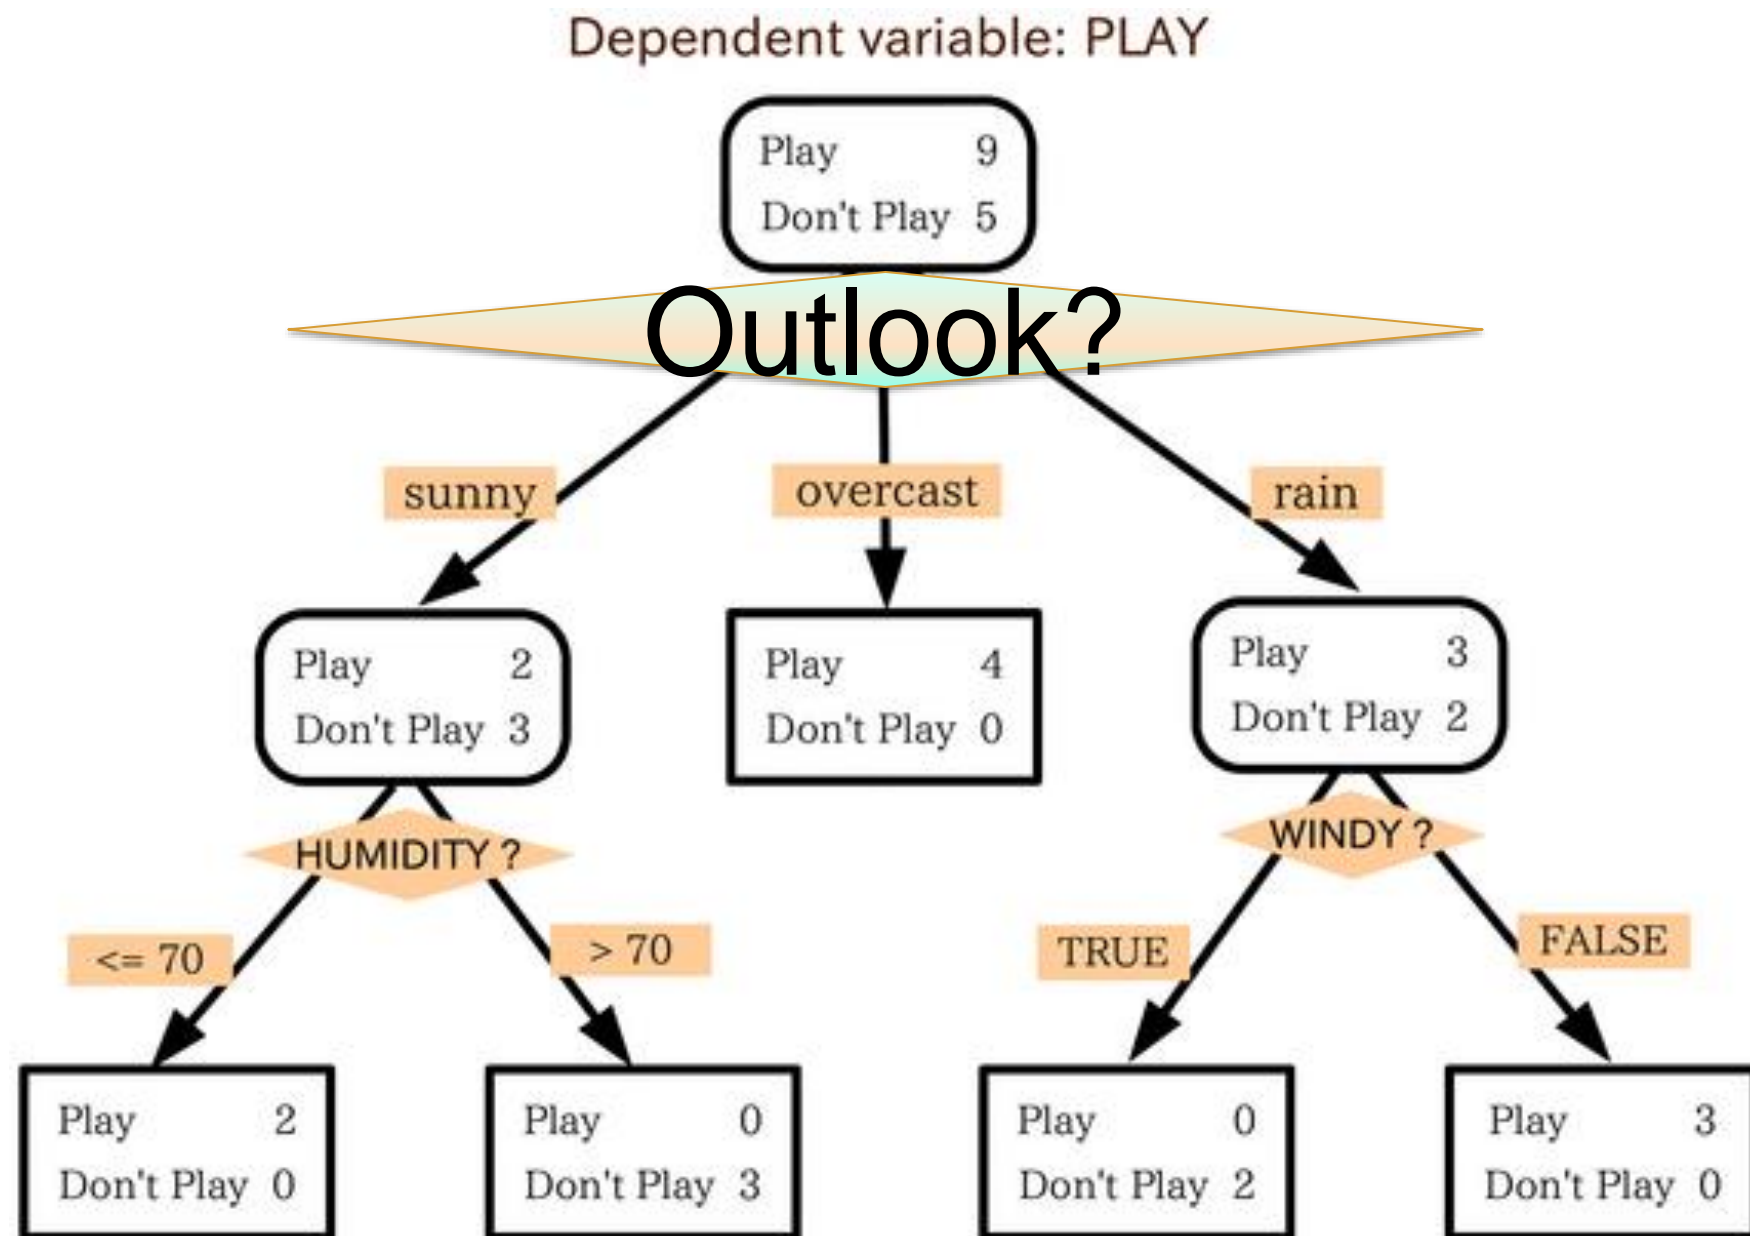 Dependent variable: PLAY
Play 9
Don't Play 5
Outlook?
sunny
overcast
rain
Play 2
Don't Play 3
Play 4
Don't Play 0
Play 3
Don't Play 2
HUMIDITY ?
WINDY ?
<= 70
> 70
TRUE
FALSE
Play 2
Don't Play 0
Play 0
Don't Play 3
Play 0
Don't Play 2
Play 3
Don't Play 0